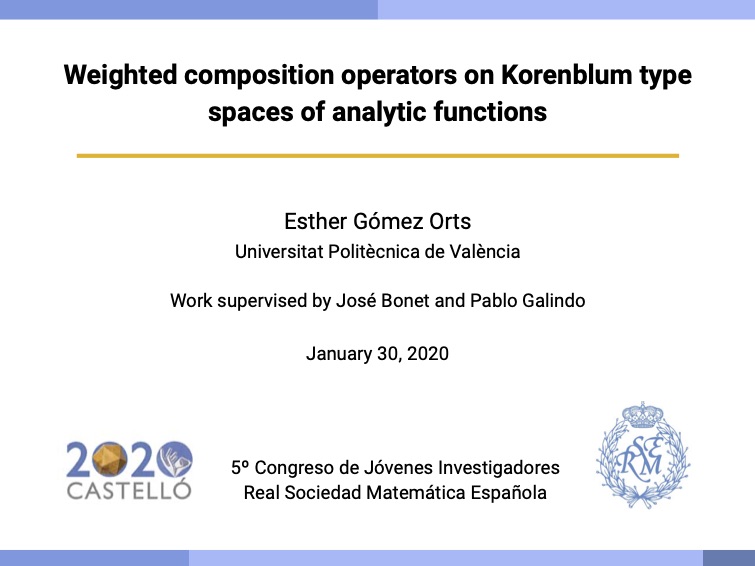 Weighted composition operators on Korenblum type
spaces of analytic functions
Esther Gómez Orts
Universitat Politècnica de València
Work supervised by José Bonet and Pablo Galindo
January 30, 2020
2020
CASTELLÓ
5º Congreso de Jóvenes Investigadores
Real Sociedad Matemática Española
RSME